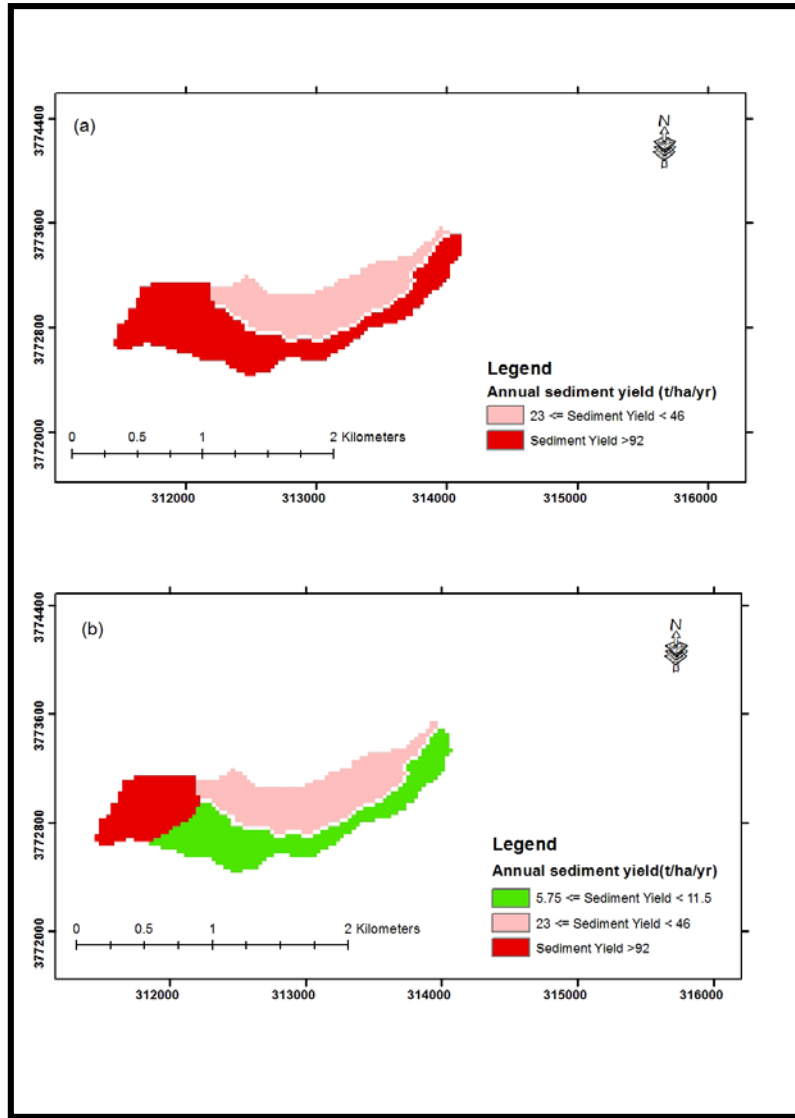 (a)
N
3774400
3773600
3772800
3772000
Legend
Annual sediment yield (t/ha/yr)
23 <= Sediment Yield < 46
Sediment Yield >92
0 0.5 1 2 Kilometers
312000 313000 314000 315000 316000
(b)
N
3774400
3773600
3772800
3772000
Legend
Annual sediment yield(t/ha/yr)
5.75 <= Sediment Yield < 11.5
23 <= Sediment Yield < 46
Sediment Yield >92
0 0.5 1 2 Kilometers
312000 313000 314000 315000 316000